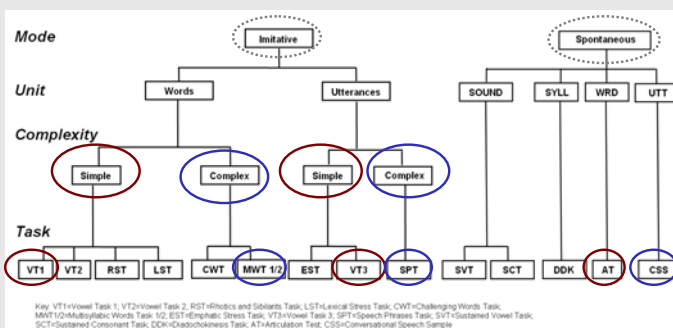 Mode Imitative Spontaneous
Unit Words Utterances SOUND SYLL WRD UTT
Complexity
Simple Complex Simple Complex
Task
VT1 VT2 RST LST CWT MWT 1/2 EST VT3 SPT SVT SCT DDK AT CSS
Key VT1=Vowel Task 1; VT2=Vowel Task 2, RST=Rhotics and Sibilants Task; LST=Lexical Stress Task; CWT=Challenging Words Task;
MWT1/2=Multisyllabic Words Task 1/2, EST=Emphatic Stress Task; VT3=Vowel Task 3, SPT=Speech Phrases Task; SVT=Sustained Vowel Task;
SCT=Sustained Consonant Task; DDK=Diadochokinesis Task; AT=Articulation Test; CSS=Conversational Speech Sample